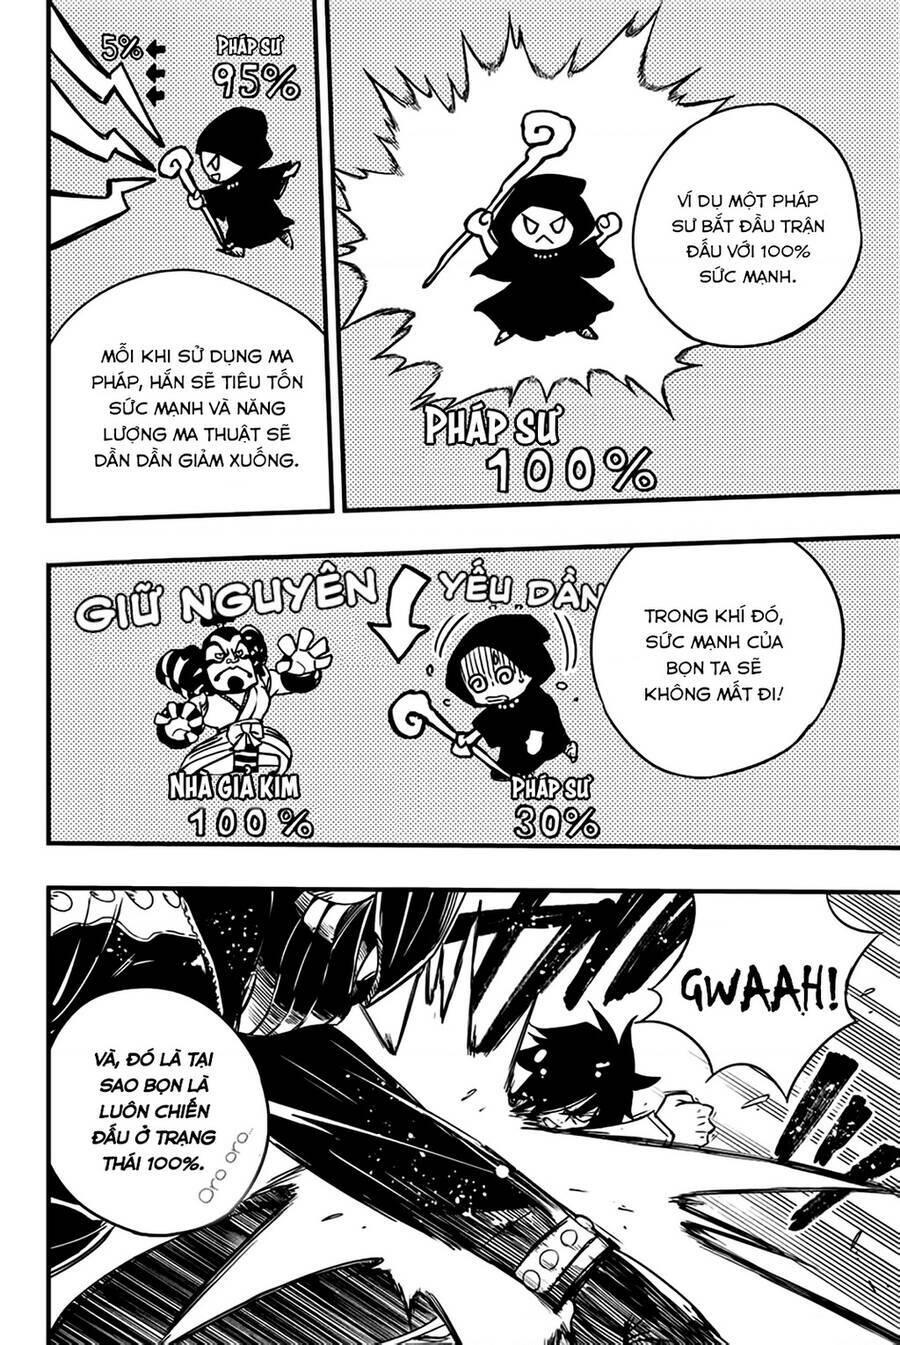 VÍ DỤ MỘT PHÁP
SƯ BẮT ĐẦU TRẬN
ĐẤU VỚI 100%
SỨC MẠNH.
PHÁP SƯ
100%
5%
PHÁP SƯ
95%
MỖI KHI SỬ DỤNG MA
PHÁP, HẮN SẼ TIÊU TỐN
SỨC MẠNH VÀ NĂNG
LƯỢNG MA THUẬT SẼ
DẦN DẦN GIẢM XUỐNG.
TRONG KHI ĐÓ,
SỨC MẠNH CỦA
BỌN TA SẼ
KHÔNG MẤT ĐI!
YẾU DẦN
PHÁP SƯ
30%
GIỮ NGUYÊN
NHÀ GIẢ KIM
100%
GWAAH!
VÀ, ĐÓ LÀ TẠI
SAO BỌN LÀ
LUÔN CHIẾN
ĐẤU Ở TRẠNG
THÁI 100%.
Oro oro...